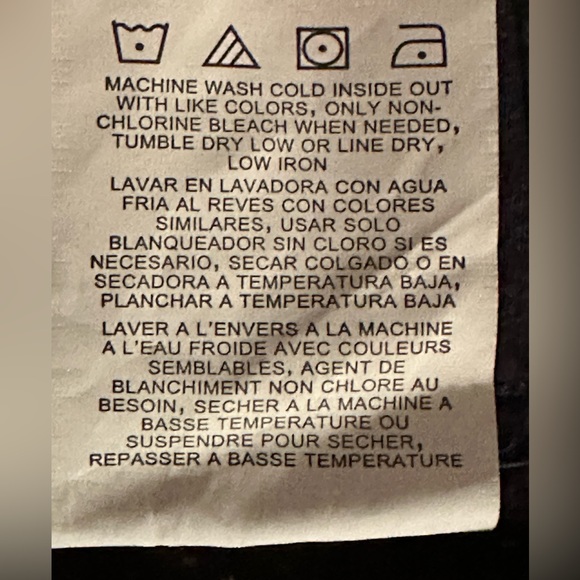 MACHINE WASH COLD INSIDE OUT
WITH LIKE COLORS, ONLY NON-
CHLORINE BLEACH WHEN NEEDED,
TUMBLE DRY LOW OR LINE DRY,
LOW IRON
LAVAR EN LAVADORA CON AGUA
FRIA AL REVES CON COLORES
SIMILARES, USAR SOLO
BLANQUEADOR SIN CLORO SI ES
NECESARIO, SECAR COLGADO O EN
SECADORA A TEMPERATURA BAJA,
PLANCHAR A TEMPERATURA BAJA
LAVER A L'ENVERS A LA MACHINE
A L'EAU FROIDE AVEC COULEURS
SEMBLABLES, AGENT DE
BLANCHIMENT NON CHLORE AU
BESOIN, SECHER A LA MACHINE A
BASSE TEMPERATURE OU
SUSPENDRE POUR SECHER,
REPASSER A BASSE TEMPERATURE